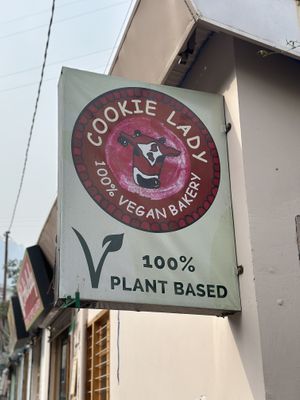 COOKIE LADY
100% VEGAN BAKERY
100%
PLANT BASED